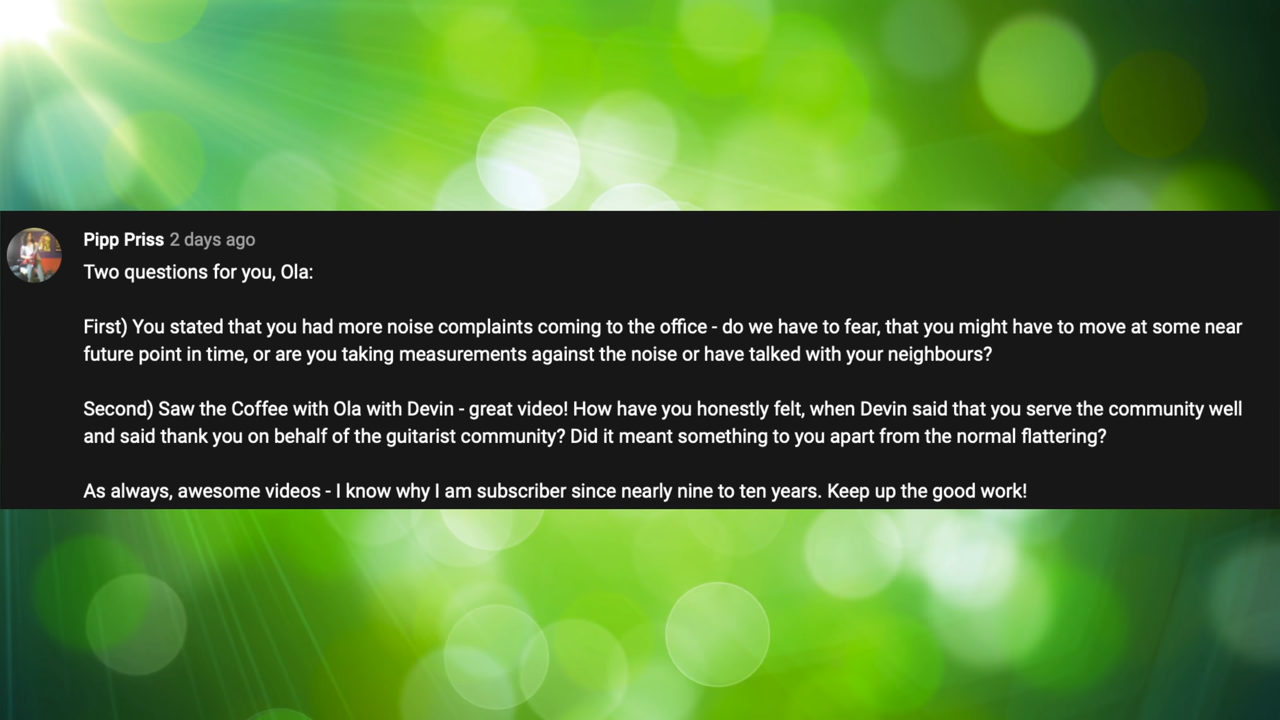 Pipp Priss 2 days ago
Two questions for you, Ola:
First) You stated that you had more noise complaints coming to the office - do we have to fear, that you might have to move at some near
future point in time, or are you taking measurements against the noise or have talked with your neighbours?
Second) Saw the Coffee with Ola with Devin - great video! How have you honestly felt, when Devin said that you serve the community well
and said thank you on behalf of the guitarist community? Did it meant something to you apart from the normal flattering?
As always, awesome videos - I know why I am subscriber since nearly nine to ten years. Keep up the good work!